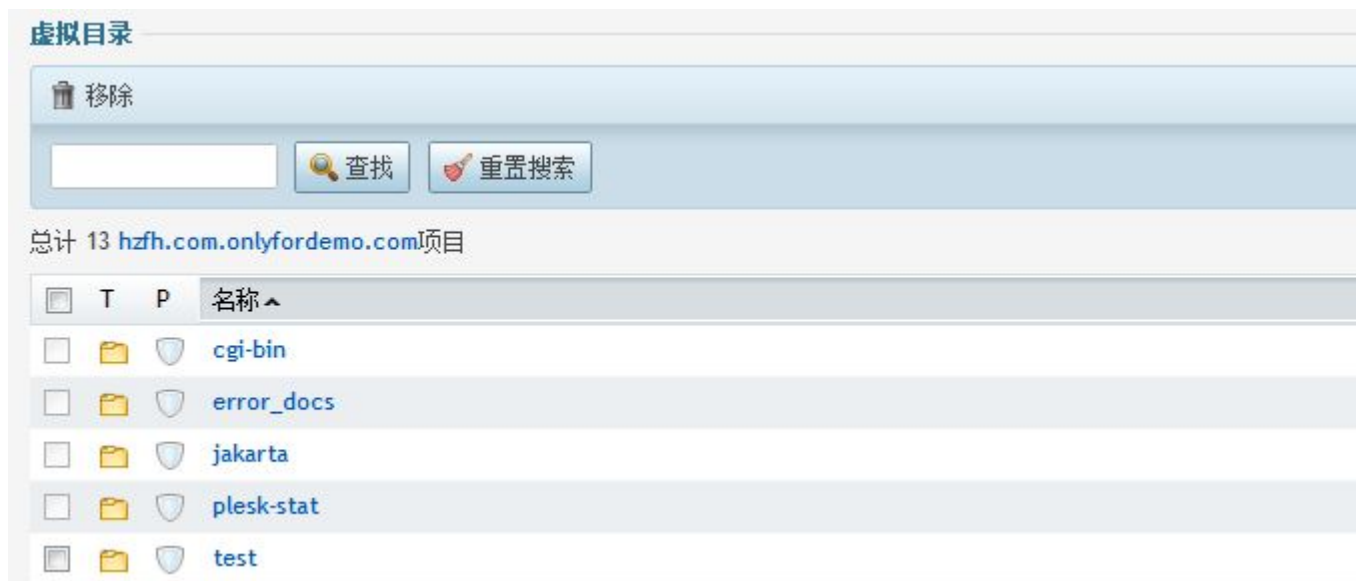 虚拟目录
移除
查找 重置搜索
总计 13 hzfh.com.onlyfordemo.com项目
T P 名称
cgi-bin
error_docs
jakarta
plesk-stat
test